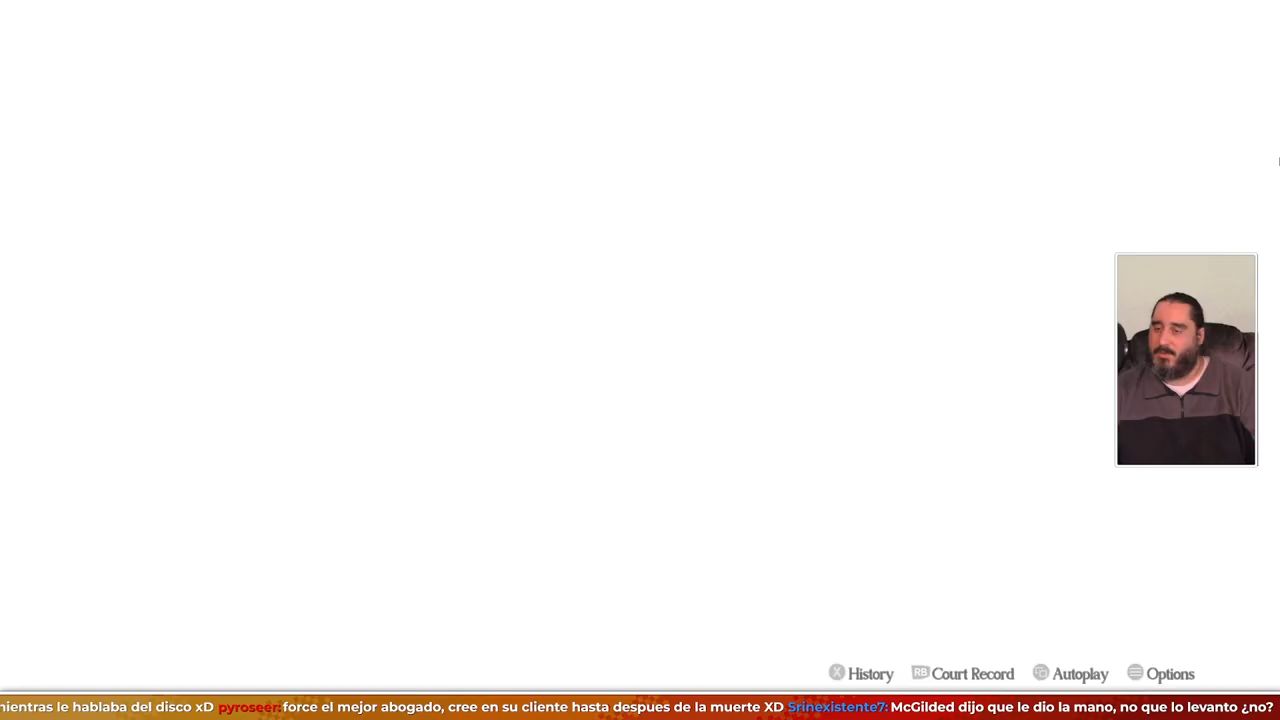 X History RB Court Record Autoplay Options
mientras le hablaba del disco xD pyroseer: force el mejor abogado, cree en su cliente hasta despues de la muerte XD Srinexistente7: McGilded dijo que le dio la mano, no que lo levanto ¿no?